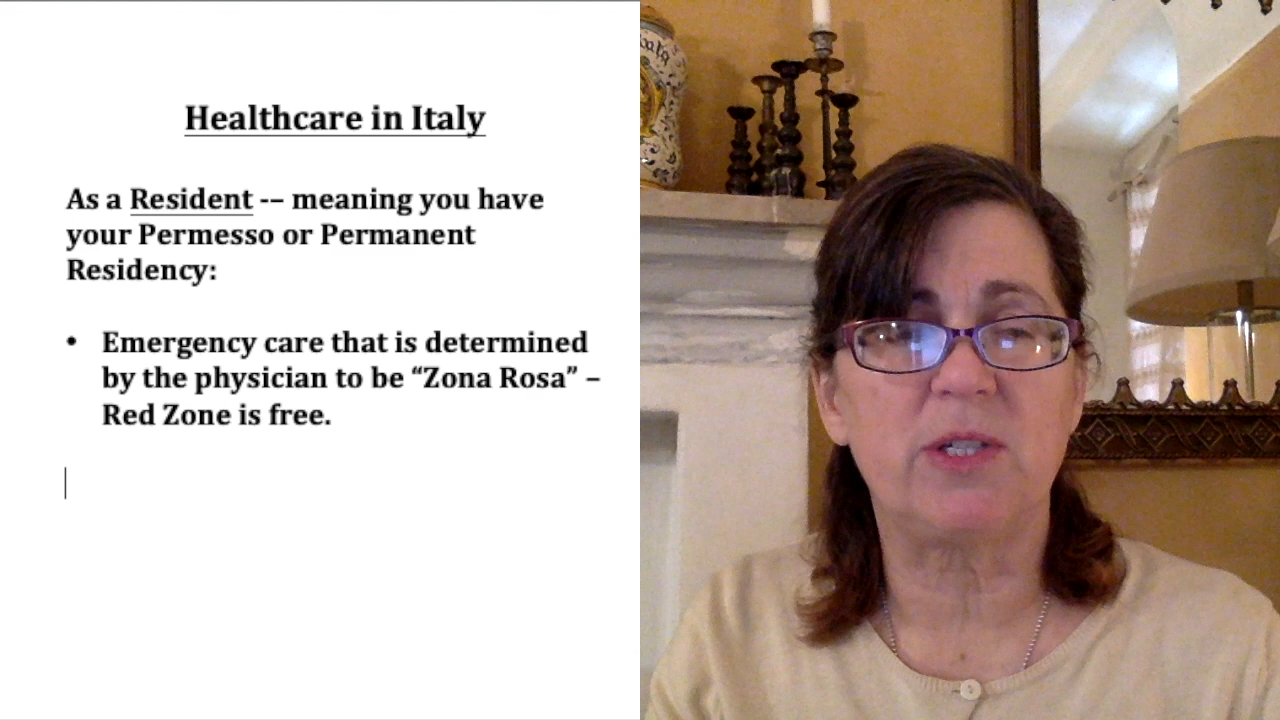 Healthcare in Italy
As a Resident -– meaning you have
your Permesso or Permanent
Residency:
• Emergency care that is determined
by the physician to be “Zona Rosa” –
Red Zone is free.